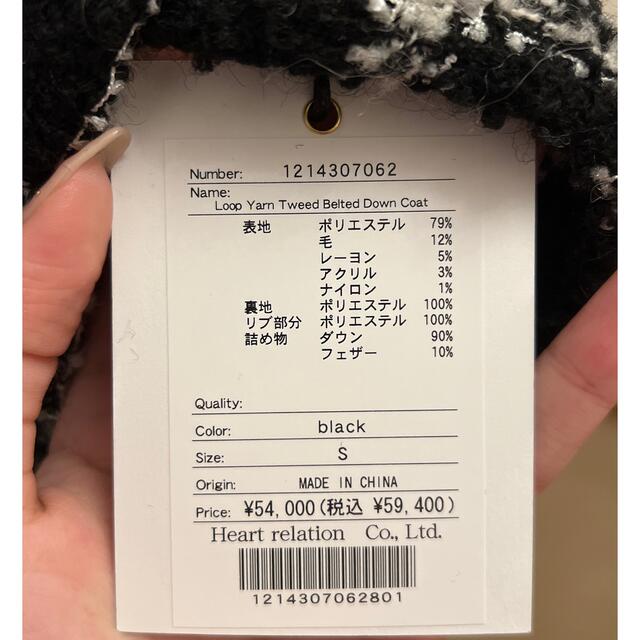 Number: 1214307062
Name:
Loop Yarn Tweed Belted Down Coat
表地 ポリエステル 79%
毛 12%
レーヨン 5%
アクリル 3%
ナイロン 1%
裏地 ポリエステル 100%
リブ部分 ポリエステル 100%
詰め物 ダウン 90%
フェザー 10%
Quality:
Color: black
Size: S
Origin: MADE IN CHINA
Price: ¥54,000(税込 ¥59,400)
Heart relation Co., Ltd.
1214307062801